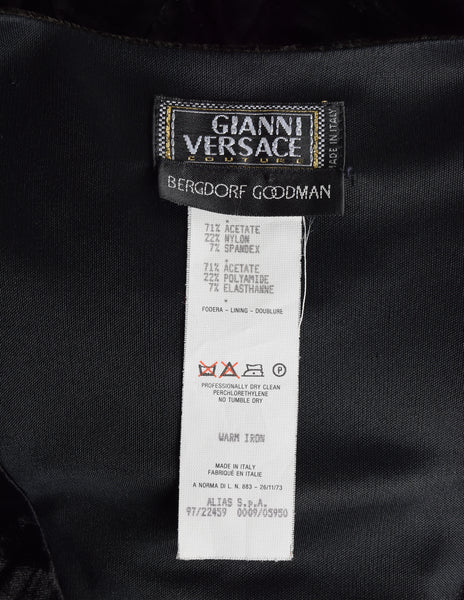 GIANNI
VERSACE
COUTURE
MADE IN ITALY
BERGDORF GOODMAN
71% ACETATE
22% NYLON
7% SPANDEX
71% ACETATE
22% POLYAMIDE
7% ELASTHANNE
FODERA - LINING - DOUBLURE
P
PROFESSIONALLY DRY CLEAN
PERCHLORETHYLENE
NO TUMBLE DRY
WARM IRON
MADE IN ITALY
FABRIQUÉ EN ITALIE
A NORMA DI L. N. 883 - 26/11/73
ALIAS S.p.A.
97/22459 0009/05950